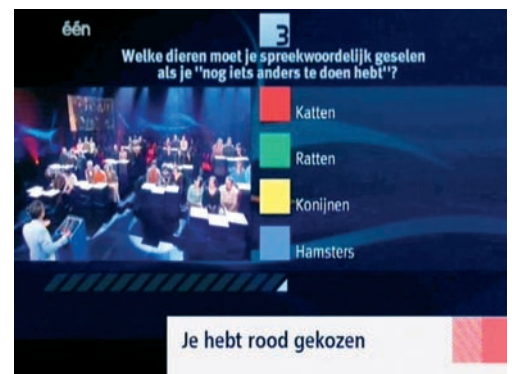 één
3
Welke dieren moet je spreekwoordelijk geselen
als je "nog iets anders te doen hebt"?
Katten
Ratten
Konijnen
Hamsters
Je hebt rood gekozen